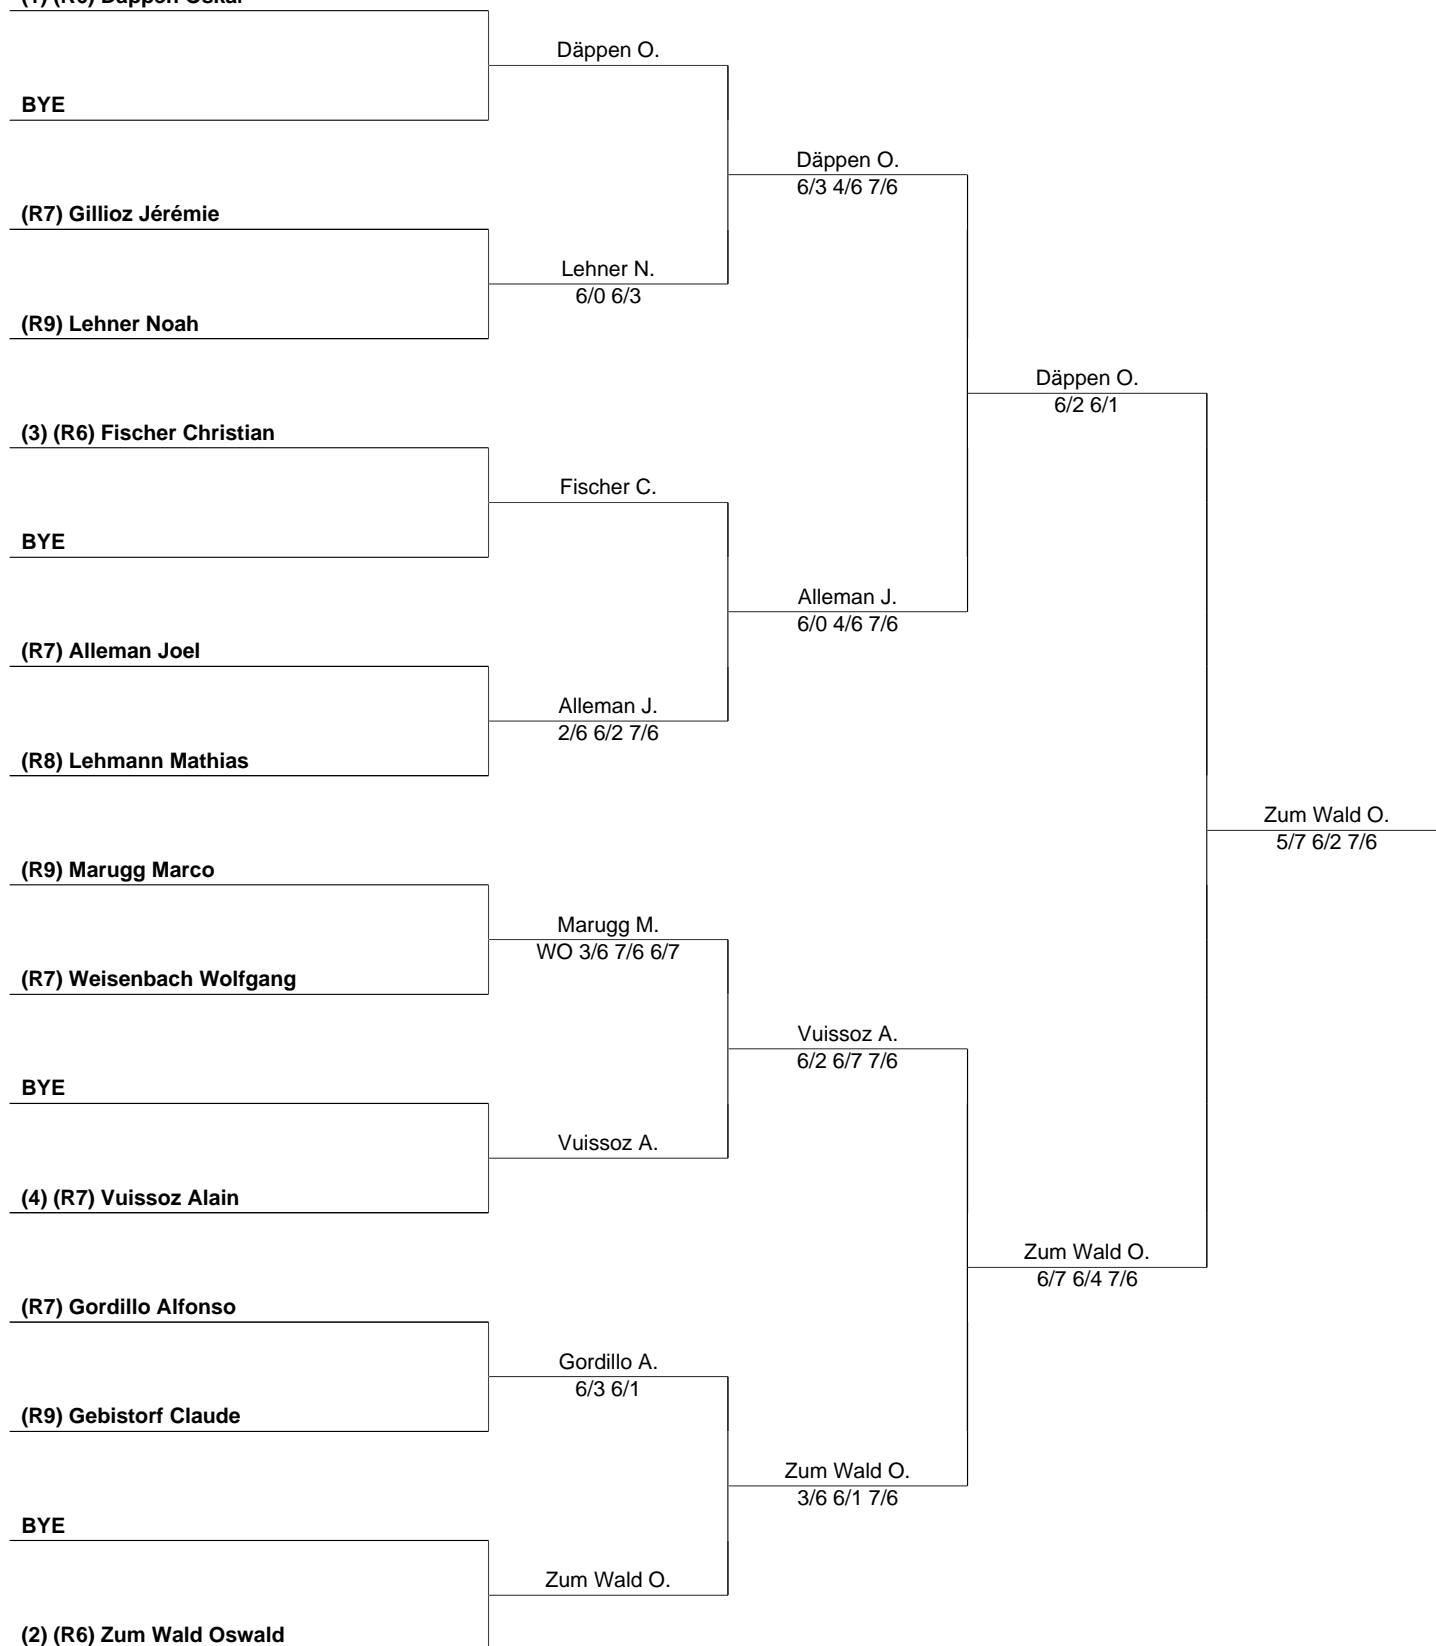 BYE
(R7) Gillioz Jérémie
(R9) Lehner Noah
(3) (R6) Fischer Christian
BYE
(R7) Alleman Joel
(R8) Lehmann Mathias
(R9) Marugg Marco
(R7) Weisenbach Wolfgang
BYE
(4) (R7) Vuissoz Alain
(R7) Gordillo Alfonso
(R9) Gebistorf Claude
BYE
(2) (R6) Zum Wald Oswald
Däppen O.
Lehner N.
6/0 6/3
Fischer C.
Alleman J.
2/6 6/2 7/6
Marugg M.
WO 3/6 7/6 6/7
Vuissoz A.
Gordillo A.
6/3 6/1
Zum Wald O.
Däppen O.
6/3 4/6 7/6
Alleman J.
6/0 4/6 7/6
Vuissoz A.
6/2 6/7 7/6
Zum Wald O.
3/6 6/1 7/6
Däppen O.
6/2 6/1
Zum Wald O.
6/7 6/4 7/6
Zum Wald O.
5/7 6/2 7/6